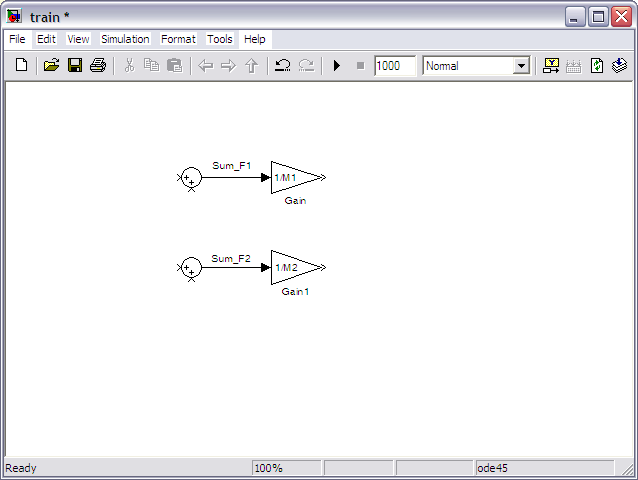 train *
File Edit View Simulation Format Tools Help
1000 Normal
Sum_F1
1/M1
Gain
Sum_F2
1/M2
Gain1
Ready 100% ode45